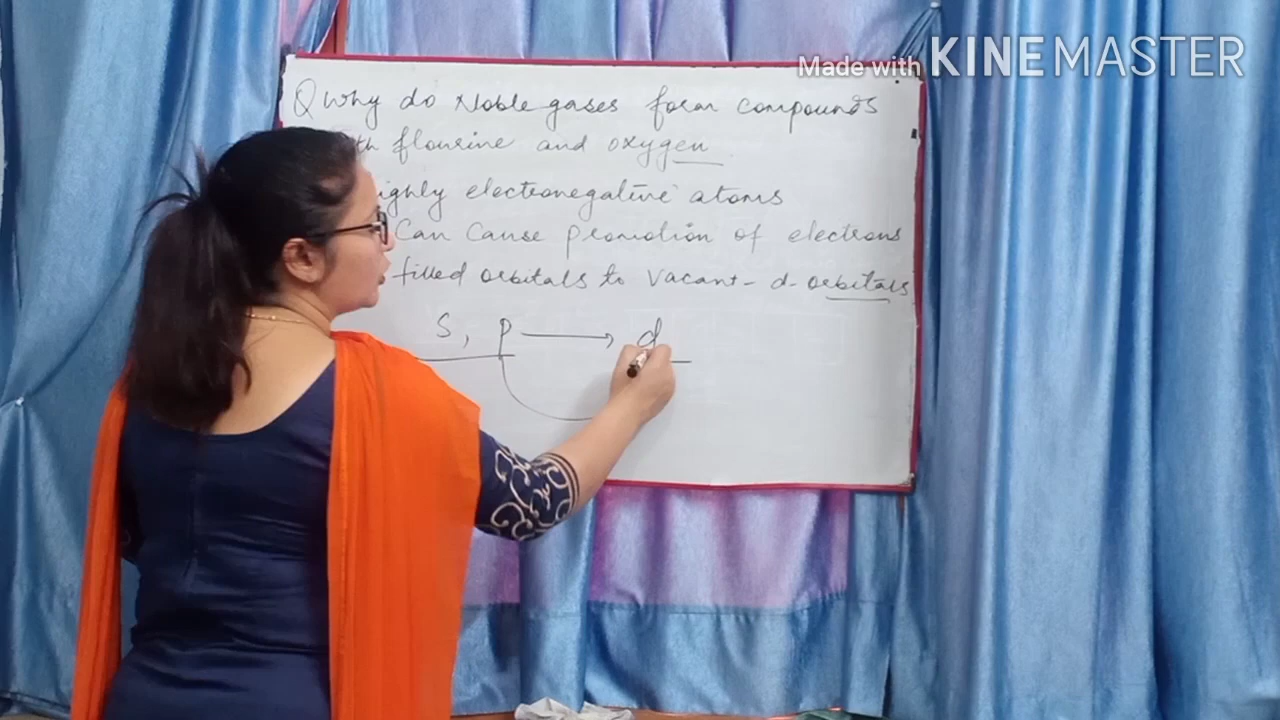 Made with KINEMASTER
Q Why do Noble gases form compounds
th flourine and oxygen
ighly electronegative atoms
Can cause promotion of electrons
filled orbitals to vacant-d-orbitals
S, p → d